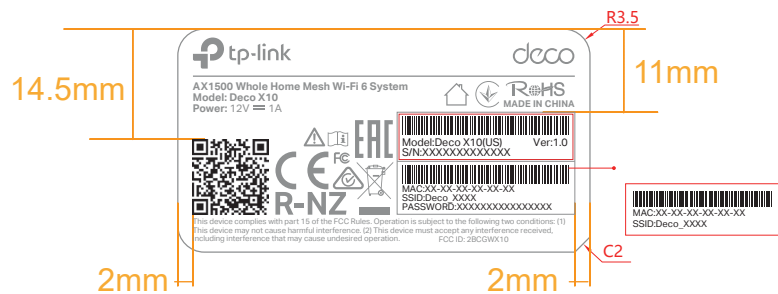 R3.5
tp-link
deco
14.5mm
11mm
AX1500 Whole Home Mesh Wi-Fi 6 System
Model: Deco X10
Power: 12V ⎓ 1A
RoHS
MADE IN CHINA
EAC
FC
CE
R-NZ
Model:Deco X10(US) Ver:1.0
S/N:XXXXXXXXXXXXX
MAC:XX-XX-XX-XX-XX-XX
SSID:Deco_XXXX
PASSWORD:XXXXXXXXXXXXXXXX
MAC:XX-XX-XX-XX-XX-XX
SSID:Deco_XXXX
This device complies with part 15 of the FCC Rules. Operation is subject to the following two conditions: (1)
This device may not cause harmful interference. (2) This device must accept any interference received,
including interference that may cause undesired operation. FCC ID: 2BCGWX10
C2
2mm
2mm